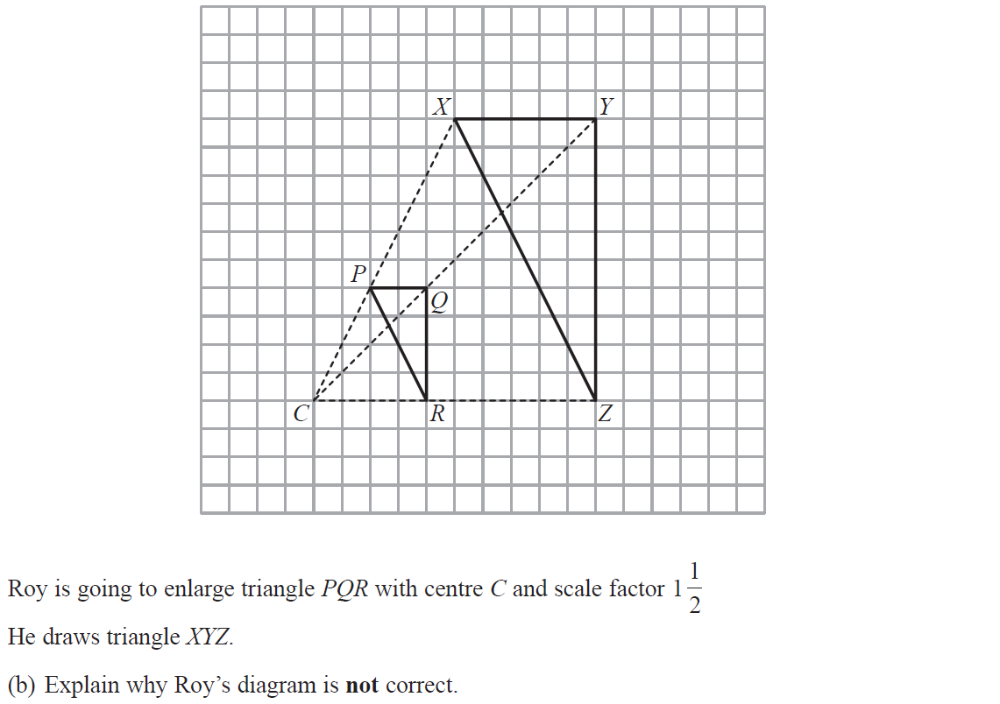 X Y
P
Q
C R Z
Roy is going to enlarge triangle PQR with centre C and scale factor 1 1/2
He draws triangle XYZ.
(b) Explain why Roy’s diagram is not correct.